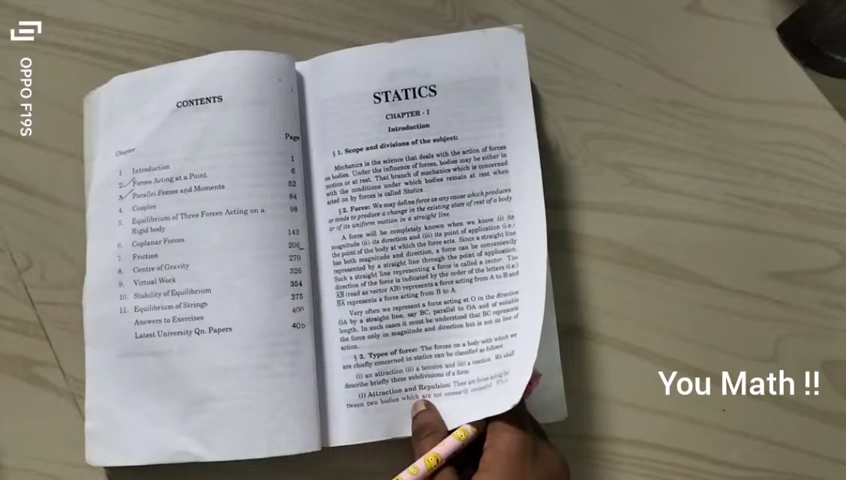 OPPO F19S
CONTENTS
Chapter
Page
1 Introduction 1
2. Forces Acting at a Point 6
3. Parallel Forces and Moments 52
4. Couples 84
5. Equilibrium of Three Forces Acting on a 98
Rigid body
6. Coplanar Forces 143
7. Friction 206
8. Centre of Gravity 270
9. Virtual Work 326
10. Stability of Equilibrium 354
11. Equilibrium of Strings 375
Answers to Exercises 400
Latest University Qn. Papers 405
STATICS
CHAPTER - I
Introduction
§ 1. Scope and divisions of the subject:
Mechanics is the science that deals with the action of forces
on bodies. Under the influence of forces, bodies may be either in
motion or at rest. That branch of mechanics which is concerned
with the conditions under which bodies remain at rest when
acted on by forces is called Statics.
§ 2. Force: We may define force as any cause which produces
or tends to produce a change in the existing state of rest of a body
or of its uniform motion in a straight line.
A force will be completely known when we know (i) its
magnitude (ii) its direction and (iii) its point of application (i.e.)
the point of the body at which the force acts. Since a straight line
has both magnitude and direction, a force can be conveniently
represented by a straight line through the point of application.
Such a straight line representing a force is called a vector. The
direction of the force is indicated by the order of the letters (i.e.)
AB (read as vector AB) represents a force acting from A to B and
BA represents a force acting from B to A.
Very often we represent a force acting at O in the direction
OA by a straight line, say BC, parallel to OA and of suitable
length. In such cases it must be understood that BC represents
the force only in magnitude and direction but is not its line of
action.
§ 3. Types of force: The forces on a body with which we
are chiefly concerned in statics can be classified as follows:
(i) an attraction (ii) a tension and (iii) a reaction. We shall
describe briefly these subdivisions of a force.
(i) Attraction and Repulsion: These are forces acting be-
tween two bodies which are not necessarily
You Math !!